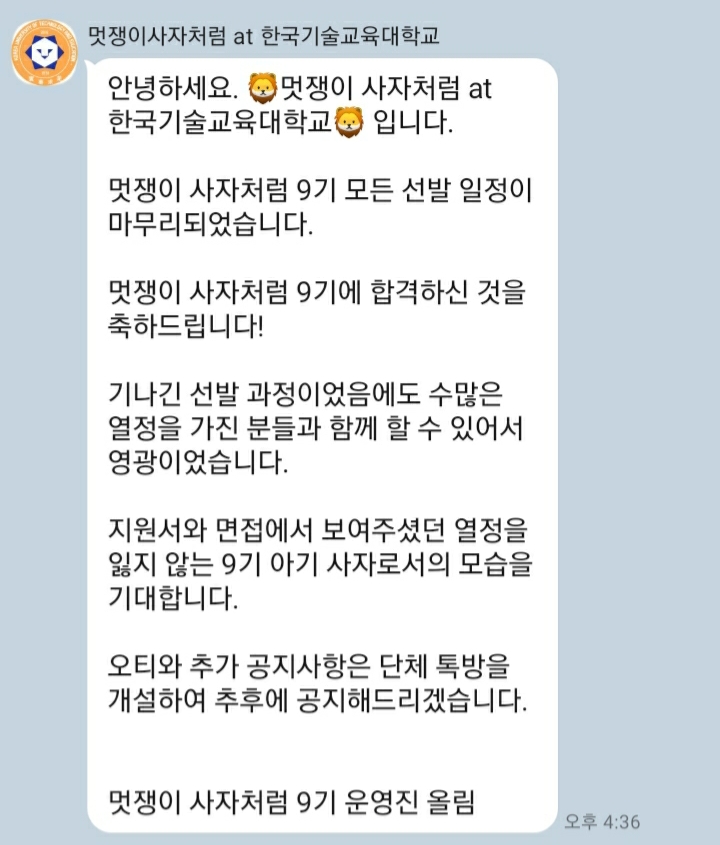 멋쟁이사자처럼 at 한국기술교육대학교
안녕하세요. 🦁멋쟁이 사자처럼 at
한국기술교육대학교🦁 입니다.
멋쟁이 사자처럼 9기 모든 선발 일정이
마무리되었습니다.
멋쟁이 사자처럼 9기에 합격하신 것을
축하드립니다!
기나긴 선발 과정이었음에도 수많은
열정을 가진 분들과 함께 할 수 있어서
영광이었습니다.
지원서와 면접에서 보여주셨던 열정을
잃지 않는 9기 아기 사자로서의 모습을
기대합니다.
오티와 추가 공지사항은 단체 톡방을
개설하여 추후에 공지해드리겠습니다.
멋쟁이 사자처럼 9기 운영진 올림
오후 4:36